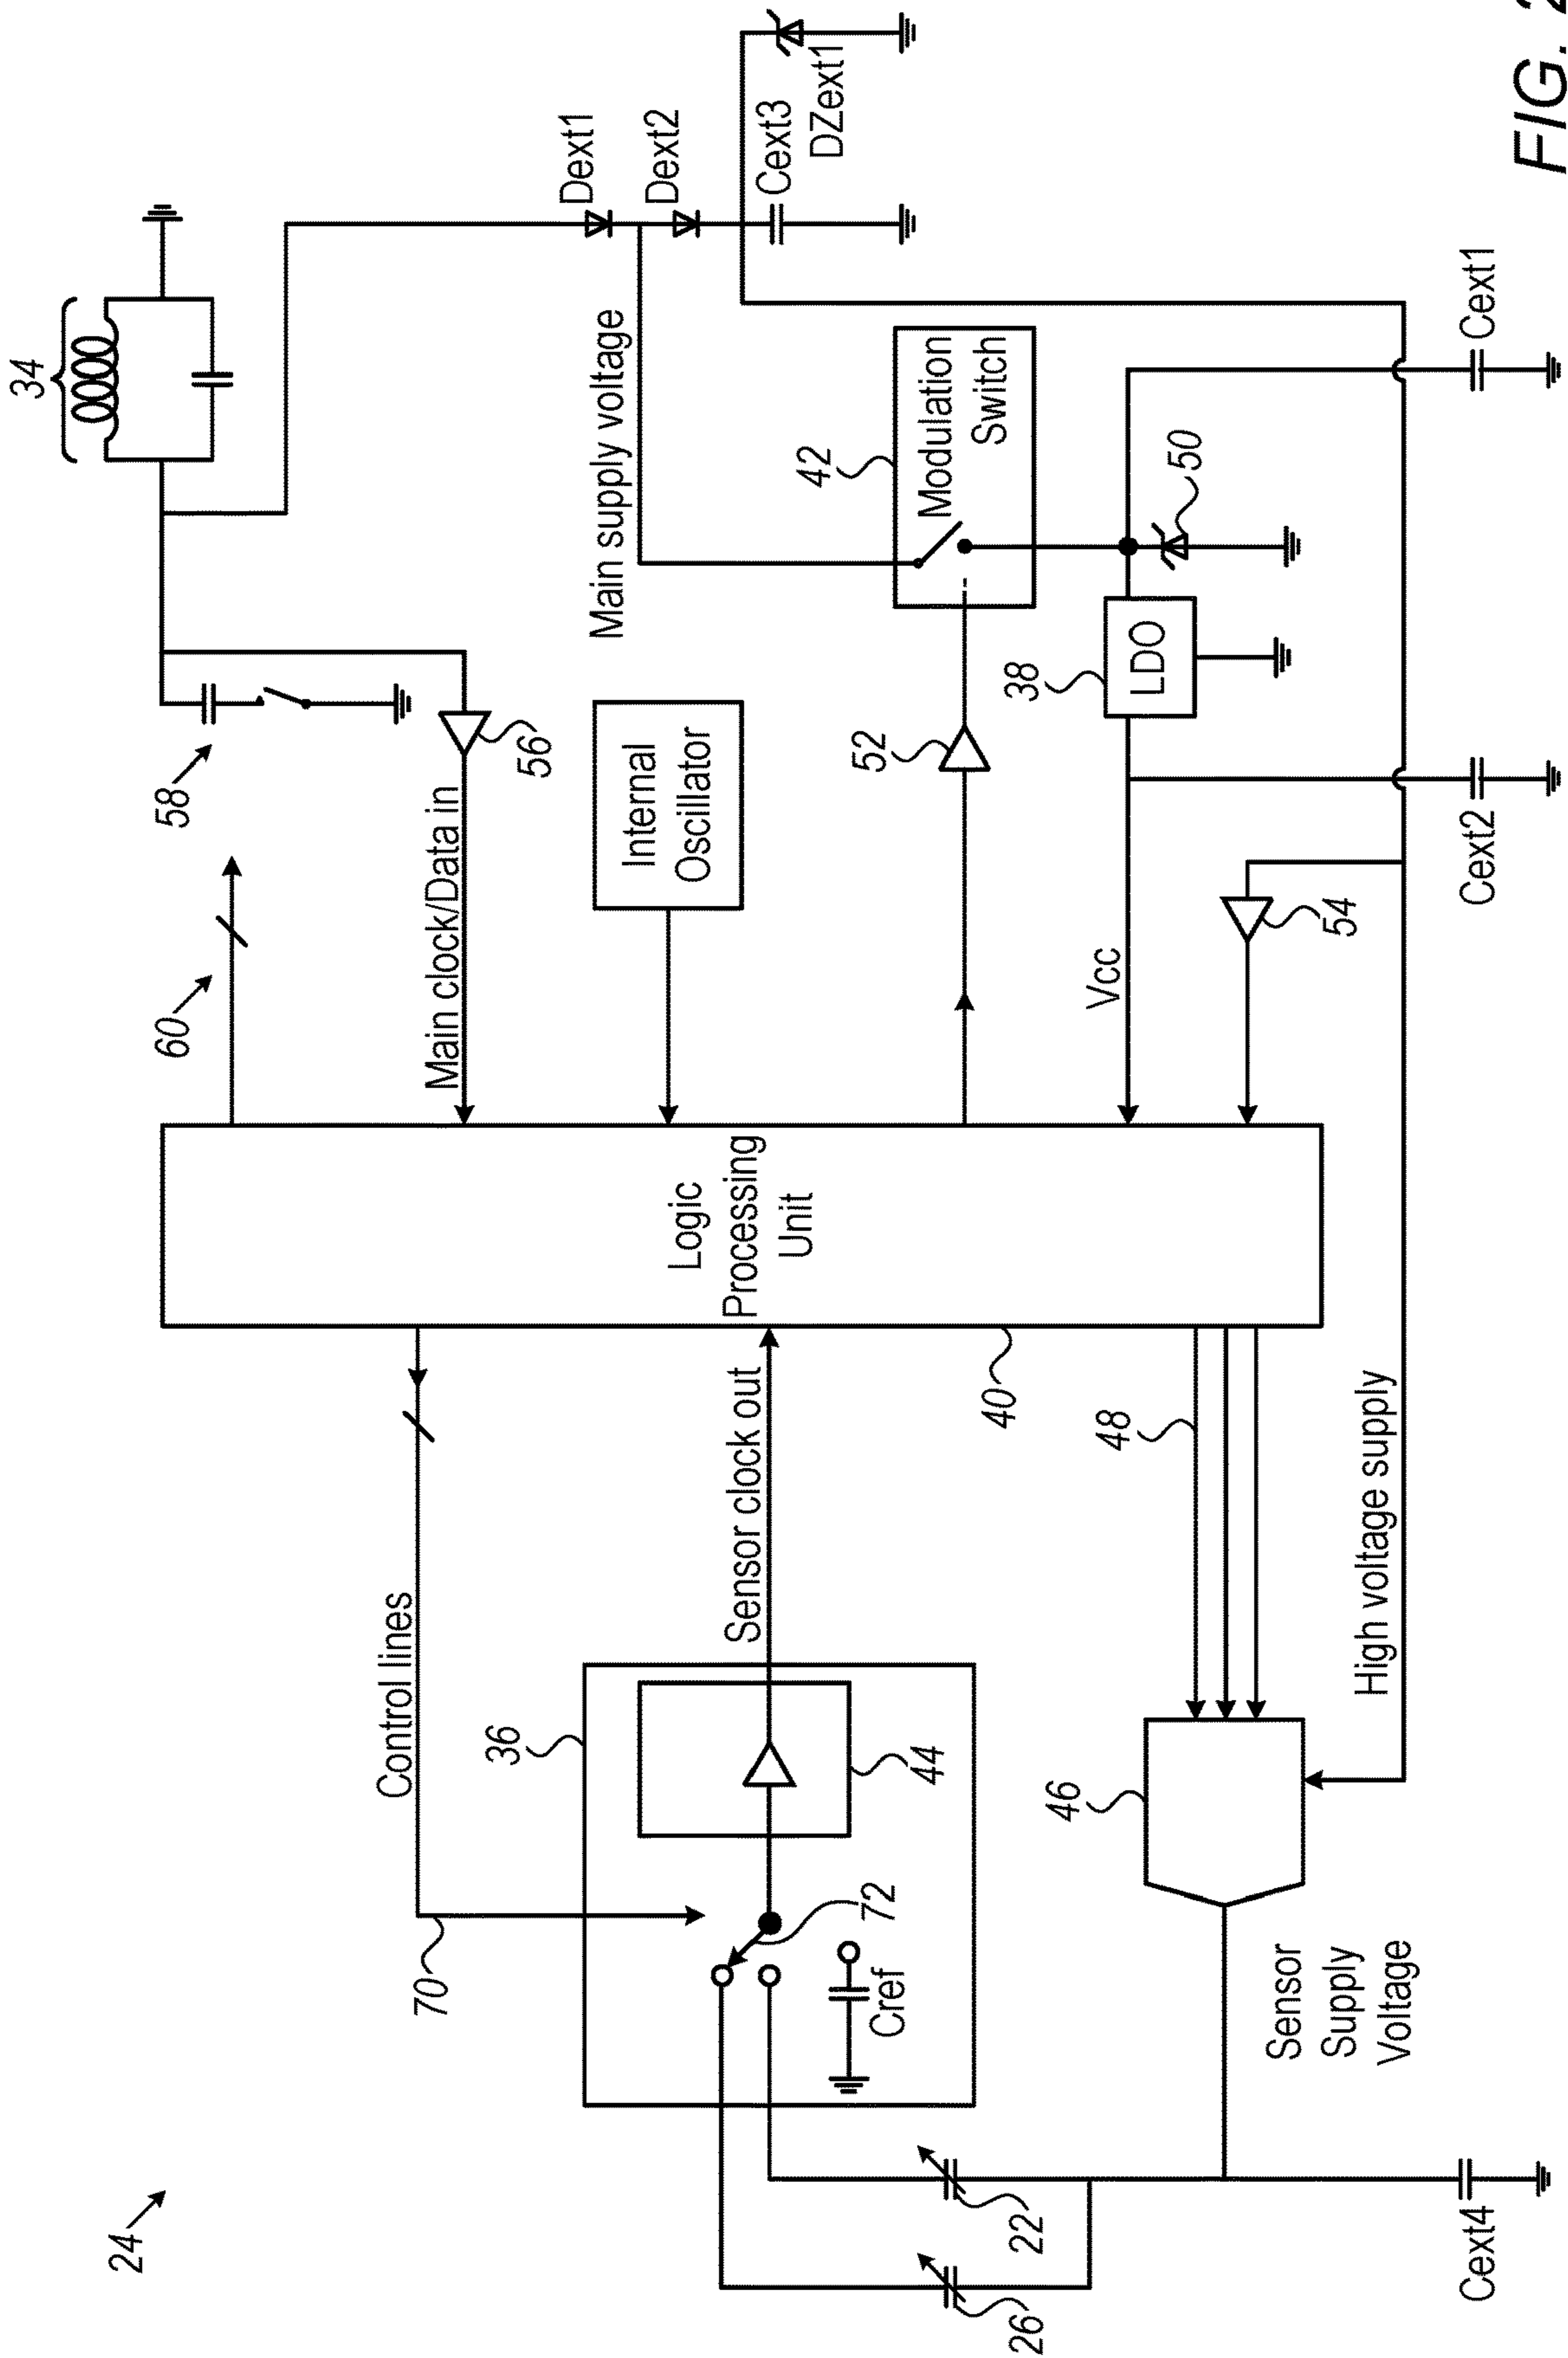 24
34
58
60
56
Main clock/Data in
Internal
Oscillator
Dext1
Dext2
Cext3
DZext1
Main supply voltage
42
Modulation
Switch
50
52
38
LDO
Vcc
54
Cext1
Cext2
Logic
Processing
Unit
40
Control lines
70
36
44
72
Cref
Sensor clock out
48
46
High voltage supply
Sensor
Supply
Voltage
22
26
Cext4
FIG. 2